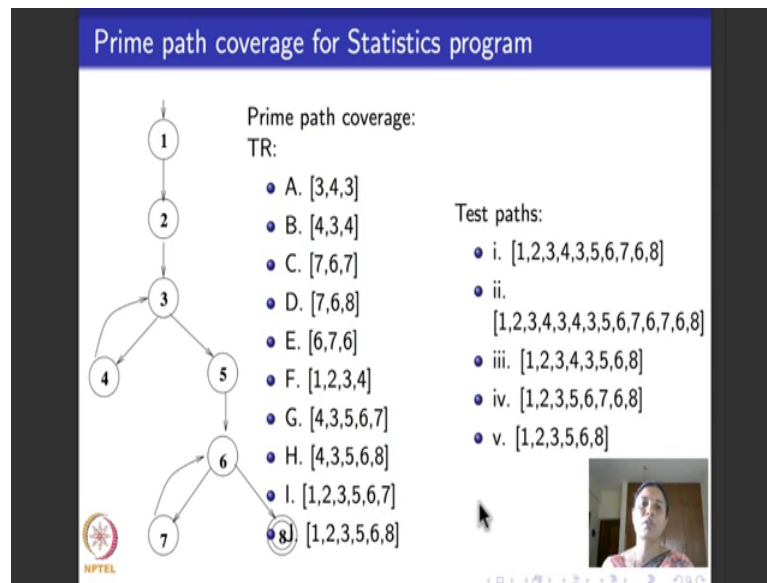 Prime path coverage for Statistics program
1
2
3
4
5
6
7
8
Prime path coverage:
TR:
A. [3,4,3]
B. [4,3,4]
C. [7,6,7]
D. [7,6,8]
E. [6,7,6]
F. [1,2,3,4]
G. [4,3,5,6,7]
H. [4,3,5,6,8]
I. [1,2,3,5,6,7]
J. [1,2,3,5,6,8]
Test paths:
i. [1,2,3,4,3,5,6,7,6,8]
ii.
[1,2,3,4,3,4,3,5,6,7,6,7,6,8]
iii. [1,2,3,4,3,5,6,8]
iv. [1,2,3,5,6,7,6,8]
v. [1,2,3,5,6,8]
NPTEL